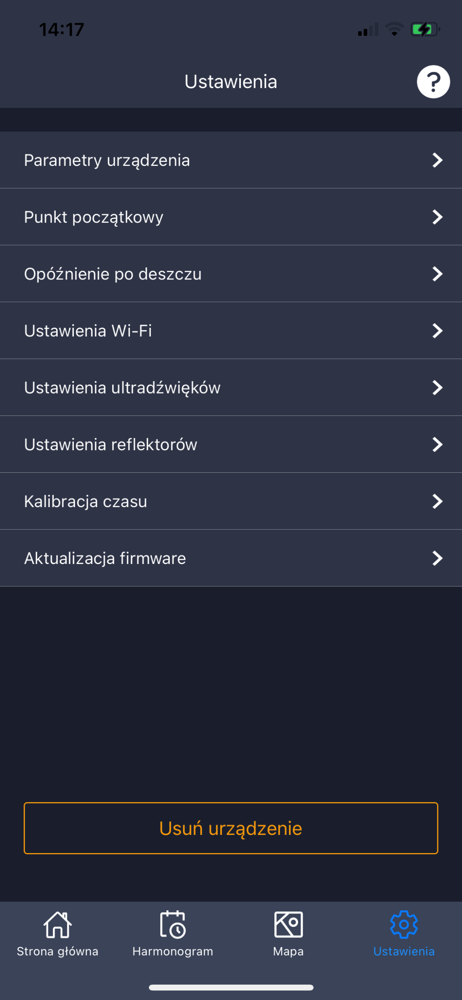 14:17
Ustawienia
?
Parametry urządzenia
Punkt początkowy
Opóźnienie po deszczu
Ustawienia Wi-Fi
Ustawienia ultradźwięków
Ustawienia reflektorów
Kalibracja czasu
Aktualizacja firmware
Usuń urządzenie
Strona główna
Harmonogram
Mapa
Ustawienia